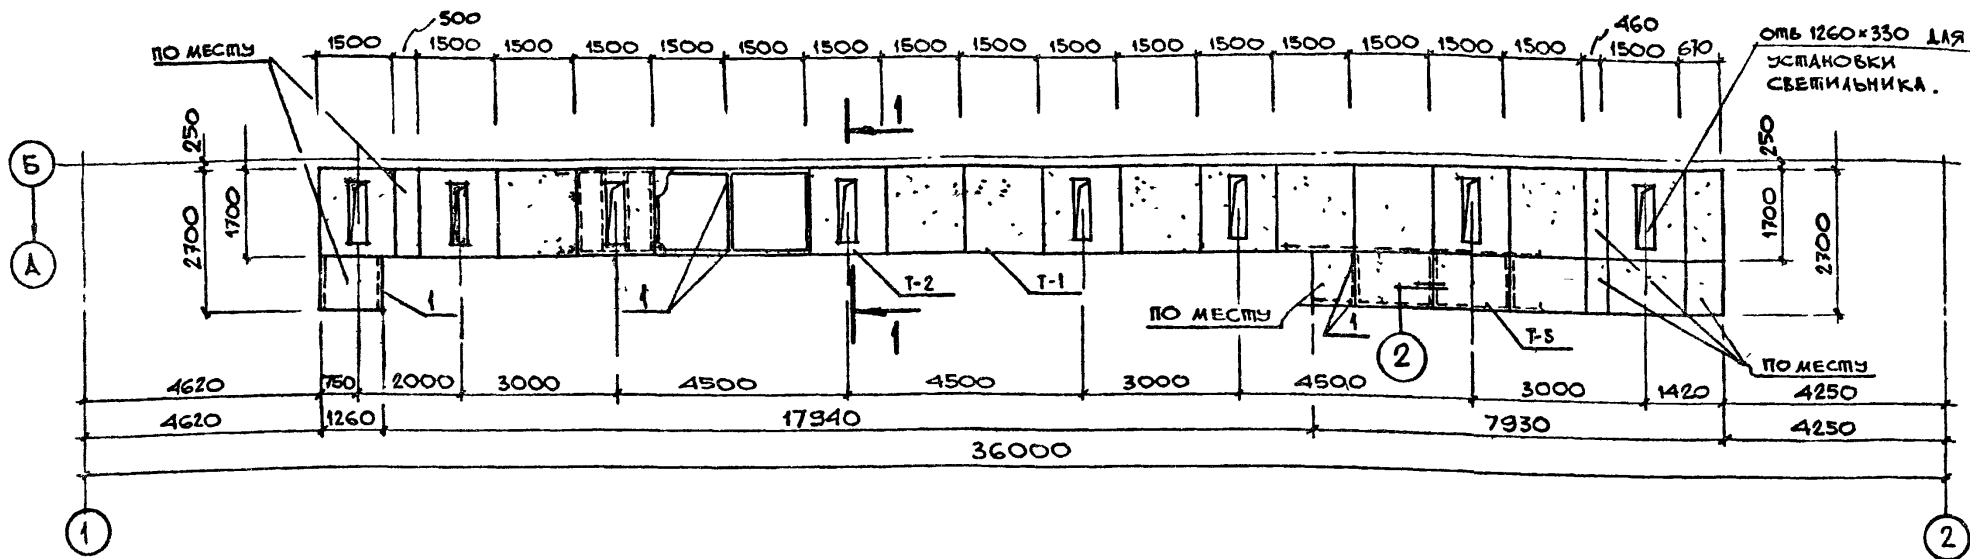 500
460
ПО МЕСТУ
1500 1500 1500 1500 1500 1500 1500 1500 1500 1500 1500 1500 1500 1500 1500 1500 1500 670
ОТВ 1260×330 ДЛЯ
УСТАНОВКИ
СВЕТИЛЬНИКА.
250
1
250
Б
А
2700
1700
1700
2700
1
1
Т-2
Т-1
ПО МЕСТУ
1
1
2
Т-5
ПО МЕСТУ
4620 750 2000 3000 4500 4500 3000 4500 3000 1420 4250
4620 1260 17940 7930 4250
36000
1
2